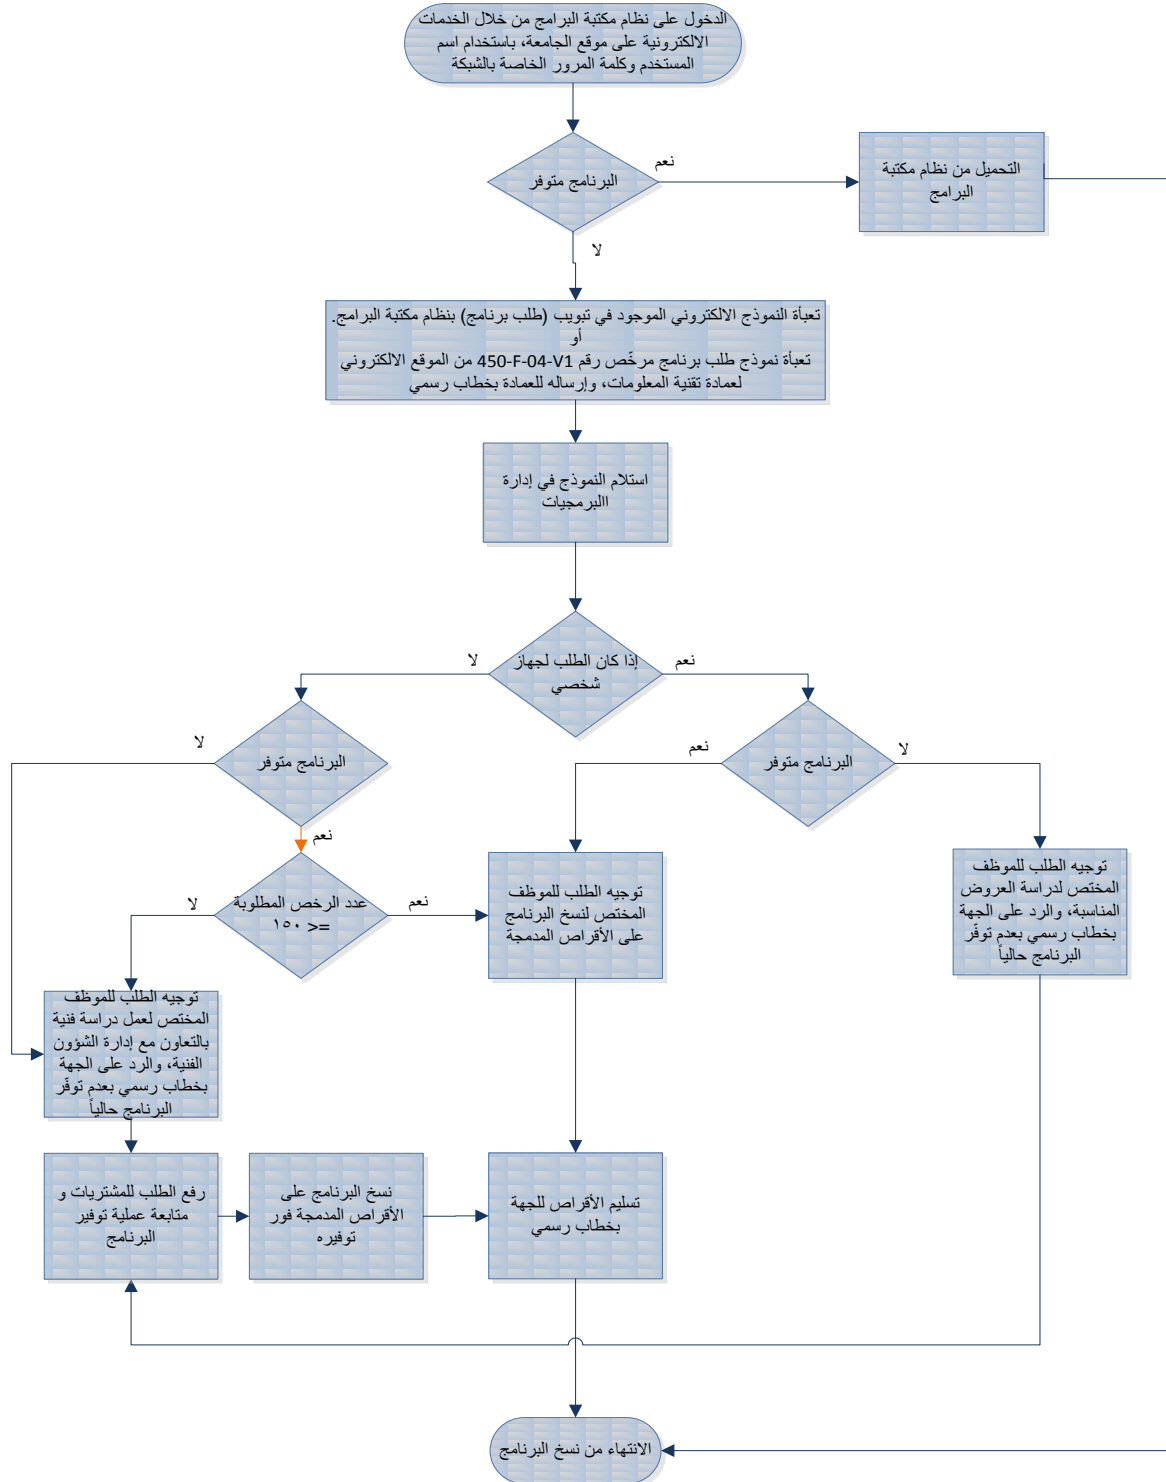 الدخول على نظام مكتبة البرامج من خلال الخدمات
الالكترونية على موقع الجامعة، باستخدام اسم
المستخدم وكلمة المرور الخاصة بالشبكة
البرنامج متوفر
نعم
التحميل من نظام مكتبة
البرامج
لا
تعبأة النموذج الالكتروني الموجود في تبويب (طلب برنامج) بنظام مكتبة البرامج.
أو
تعبأة نموذج طلب برنامج مرخّص رقم 450-F-04-V1 من الموقع الالكتروني
لعمادة تقنية المعلومات، وإرساله للعمادة بخطاب رسمي
استلام النموذج في إدارة
االبرمجيات
إذا كان الطلب لجهاز
شخصي
نعم
لا
البرنامج متوفر
لا
نعم
البرنامج متوفر
لا
نعم
توجيه الطلب للموظف
المختص لدراسة العروض
المناسبة، والرد على الجهة
بخطاب رسمي بعدم توفّر
البرنامج حالياً
توجيه الطلب للموظف
المختص لنسخ البرنامج
على الأقراص المدمجة
عدد الرخص المطلوبة
=< ١٥٠
نعم
لا
توجيه الطلب للموظف
المختص لعمل دراسة فنية
بالتعاون مع إدارة الشؤون
الفنية، والرد على الجهة
بخطاب رسمي بعدم توفّر
البرنامج حالياً
رفع الطلب للمشتريات و
متابعة عملية توفير
البرنامج
نسخ البرنامج على
الأقراص المدمجة فور
توفيره
تسليم الأقراص للجهة
بخطاب رسمي
الانتهاء من نسخ البرنامج